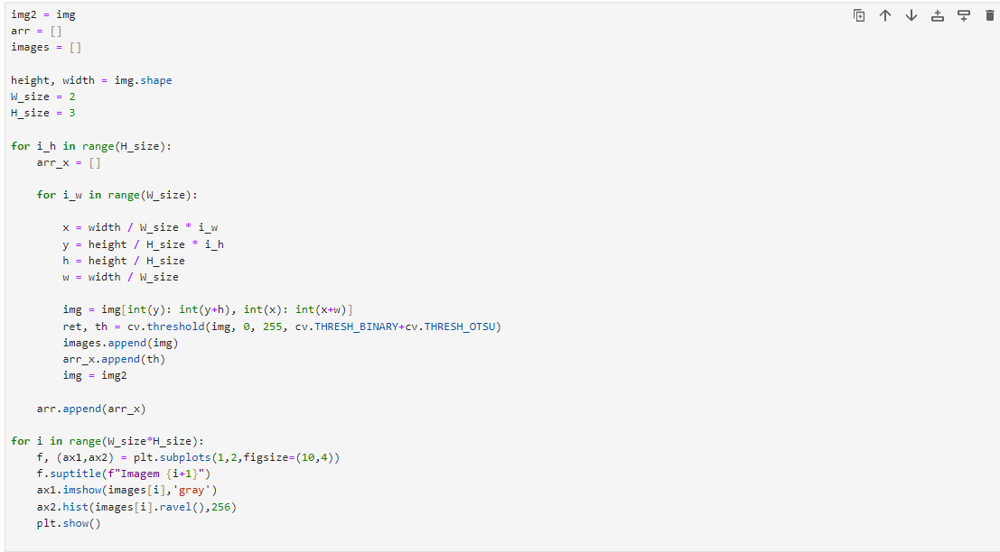 img2 = img
arr = []
images = []

height, width = img.shape
W_size = 2
H_size = 3

for i_h in range(H_size):
    arr_x = []

    for i_w in range(W_size):

        x = width / W_size * i_w
        y = height / H_size * i_h
        h = height / H_size
        w = width / W_size

        img = img[int(y): int(y+h), int(x): int(x+w)]
        ret, th = cv.threshold(img, 0, 255, cv.THRESH_BINARY+cv.THRESH_OTSU)
        images.append(img)
        arr_x.append(th)
        img = img2

    arr.append(arr_x)

for i in range(W_size*H_size):
    f, (ax1,ax2) = plt.subplots(1,2,figsize=(10,4))
    f.suptitle(f"Imagem {i+1}")
    ax1.imshow(images[i],'gray')
    ax2.hist(images[i].ravel(),256)
    plt.show()